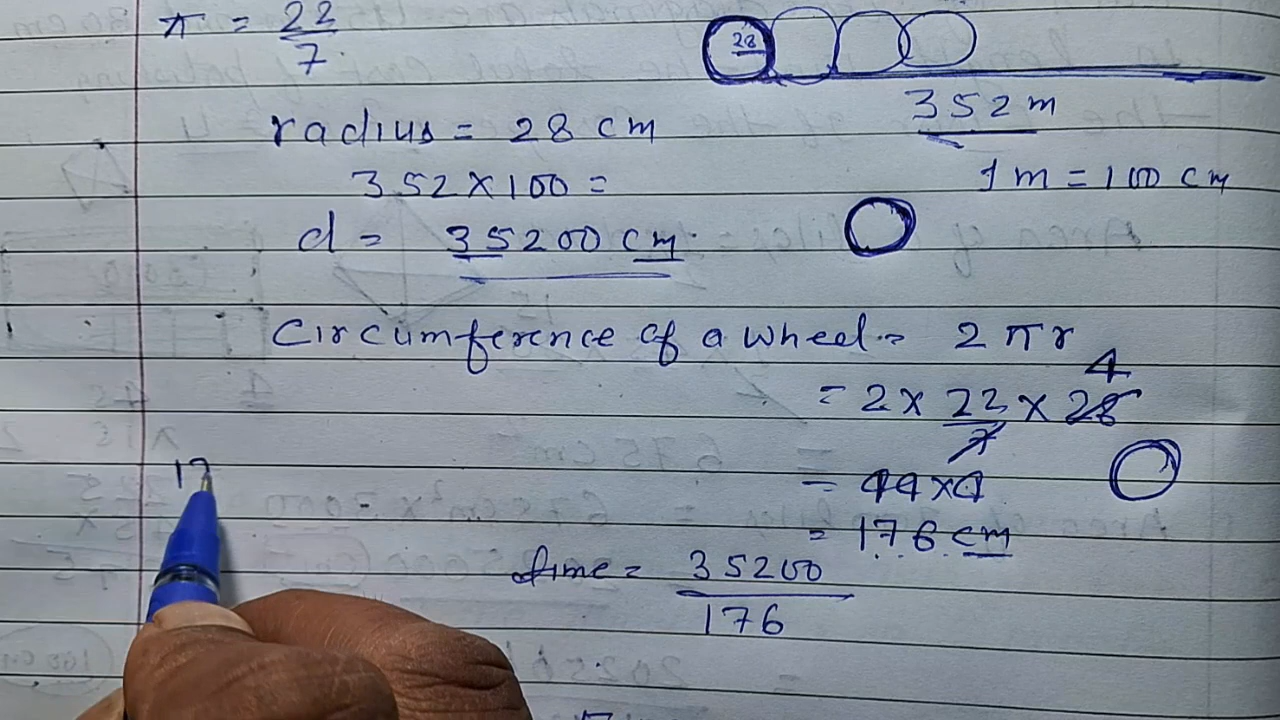 π = 22/7
28
352 m
radius = 28 cm
352 × 100 =
1 m = 100 cm
d = 35200 cm.
Circumference of a wheel = 2πr
= 2 × 22/7 × 28 4
= 44 × 4
= 176 cm
time = 35200/176
17